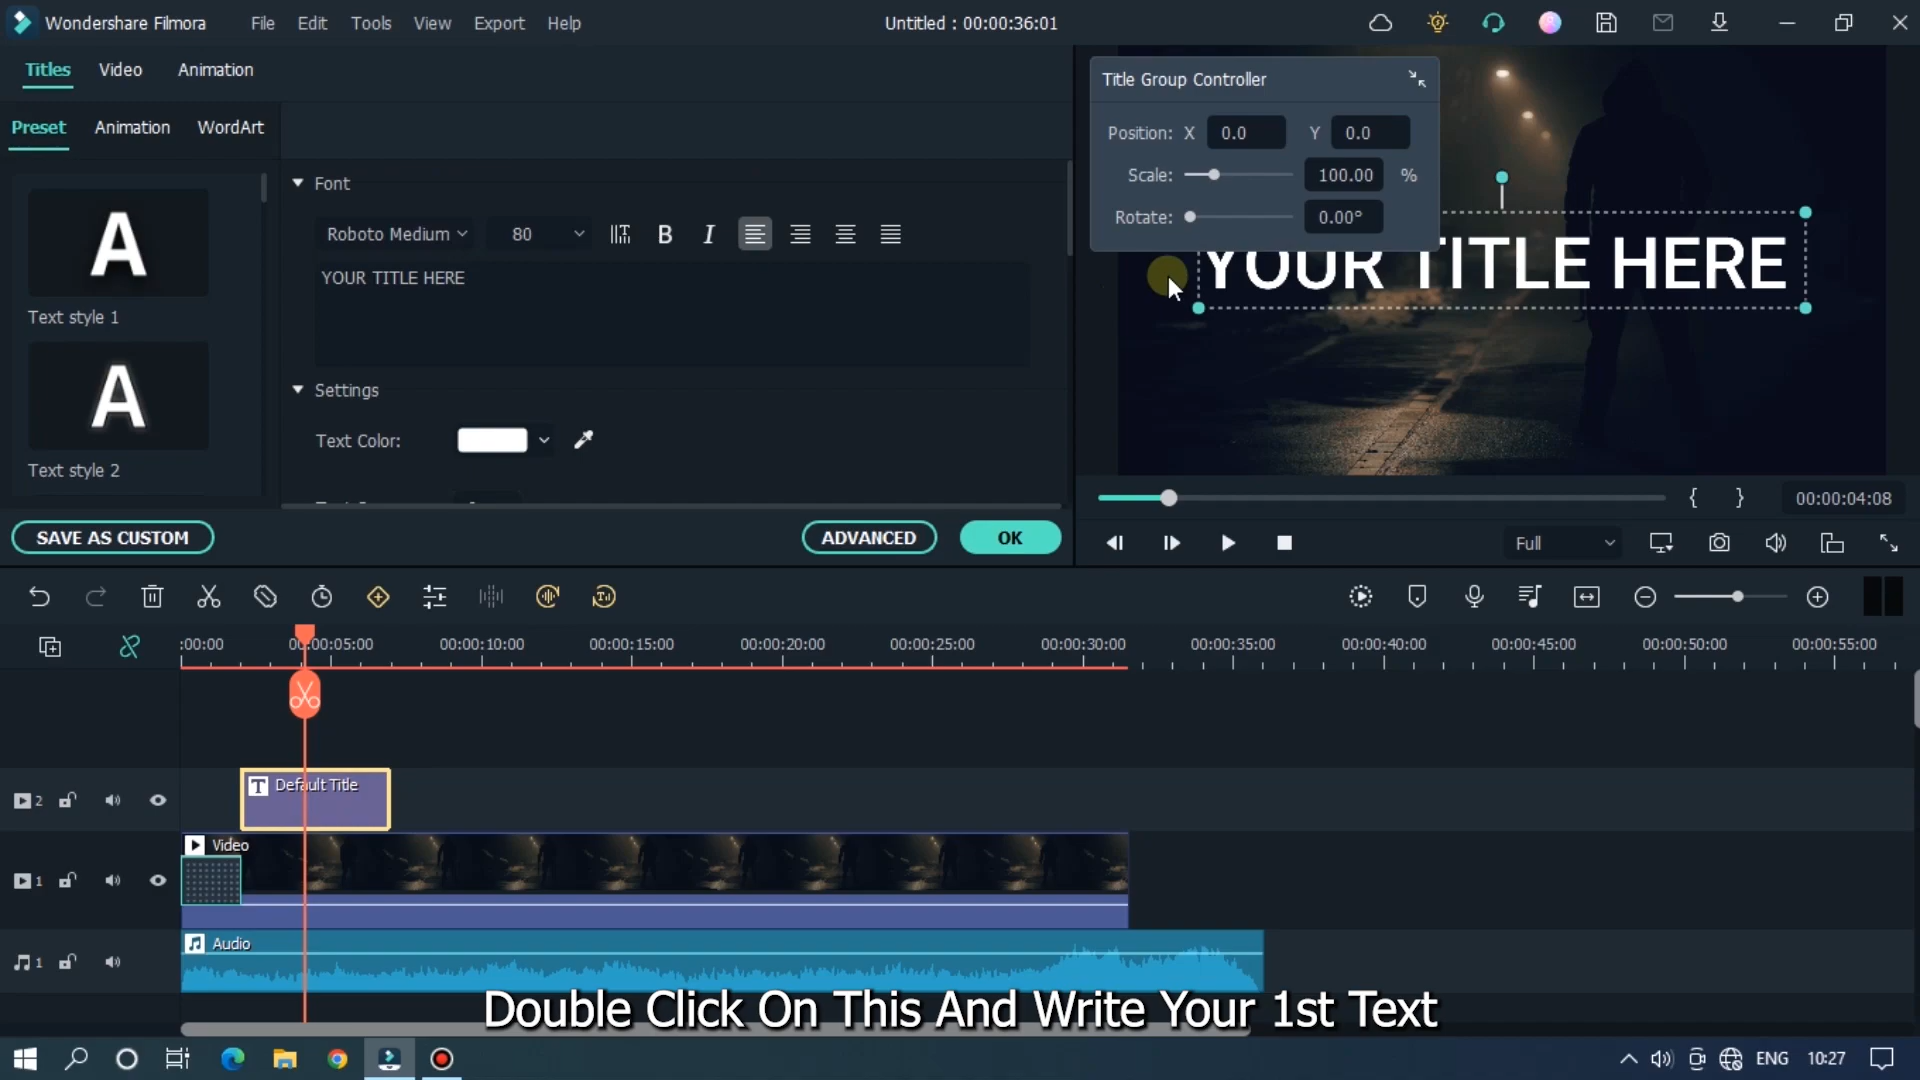 Wondershare Filmora File Edit Tools View Export Help Untitled : 00:00:36:01
Titles Video Animation
Preset Animation WordArt
Text style 1
Text style 2
Font
Roboto Medium 80 B I
YOUR TITLE HERE
Settings
Text Color:
SAVE AS CUSTOM ADVANCED OK
Title Group Controller
Position: X 0.0 Y 0.0
Scale: 100.00 %
Rotate: 0.00°
YOUR TITLE HERE
{ } 00:00:04:08
Full
:00:00 00:00:05:00 00:00:10:00 00:00:15:00 00:00:20:00 00:00:25:00 00:00:30:00 00:00:35:00 00:00:40:00 00:00:45:00 00:00:50:00 00:00:55:00
2 T Default Title
Video
1
Audio
1
Double Click On This And Write Your 1st Text
ENG 10:27